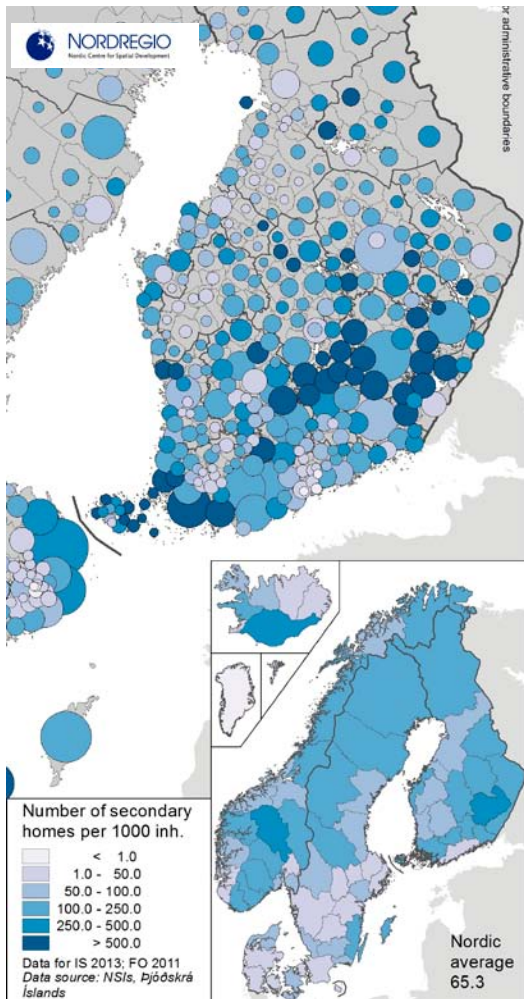 NORDREGIO
Nordic Centre for Spatial Development
or administrative boundaries
Number of secondary
homes per 1000 inh.
< 1.0
1.0 - 50.0
50.0 - 100.0
100.0 - 250.0
250.0 - 500.0
> 500.0
Data for IS 2013; FO 2011
Data source: NSIs, Þjóðskrá
Íslands
Nordic
average
65.3